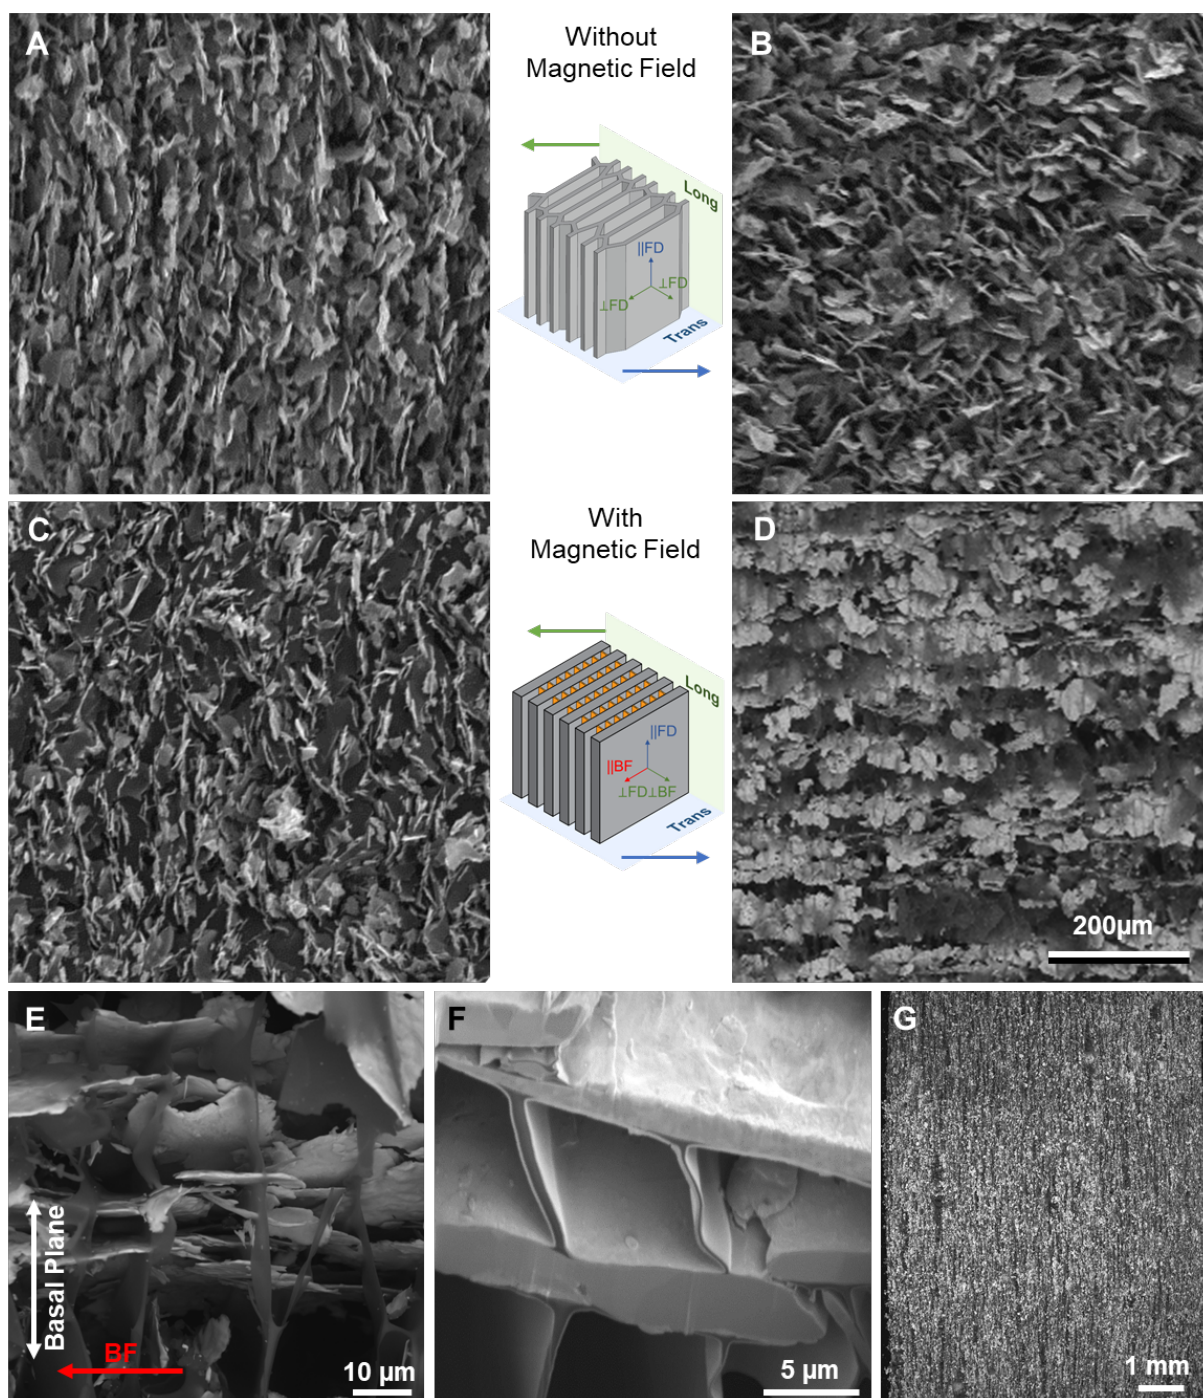 A
Without
Magnetic Field
B
Long
||FD
⊥FD
⊥FD
Trans
C
With
Magnetic Field
D
Long
||FD
||BF
⊥FD⊥BF
Trans
200µm
E
F
G
Basal Plane
BF
10 µm
5 µm
1 mm